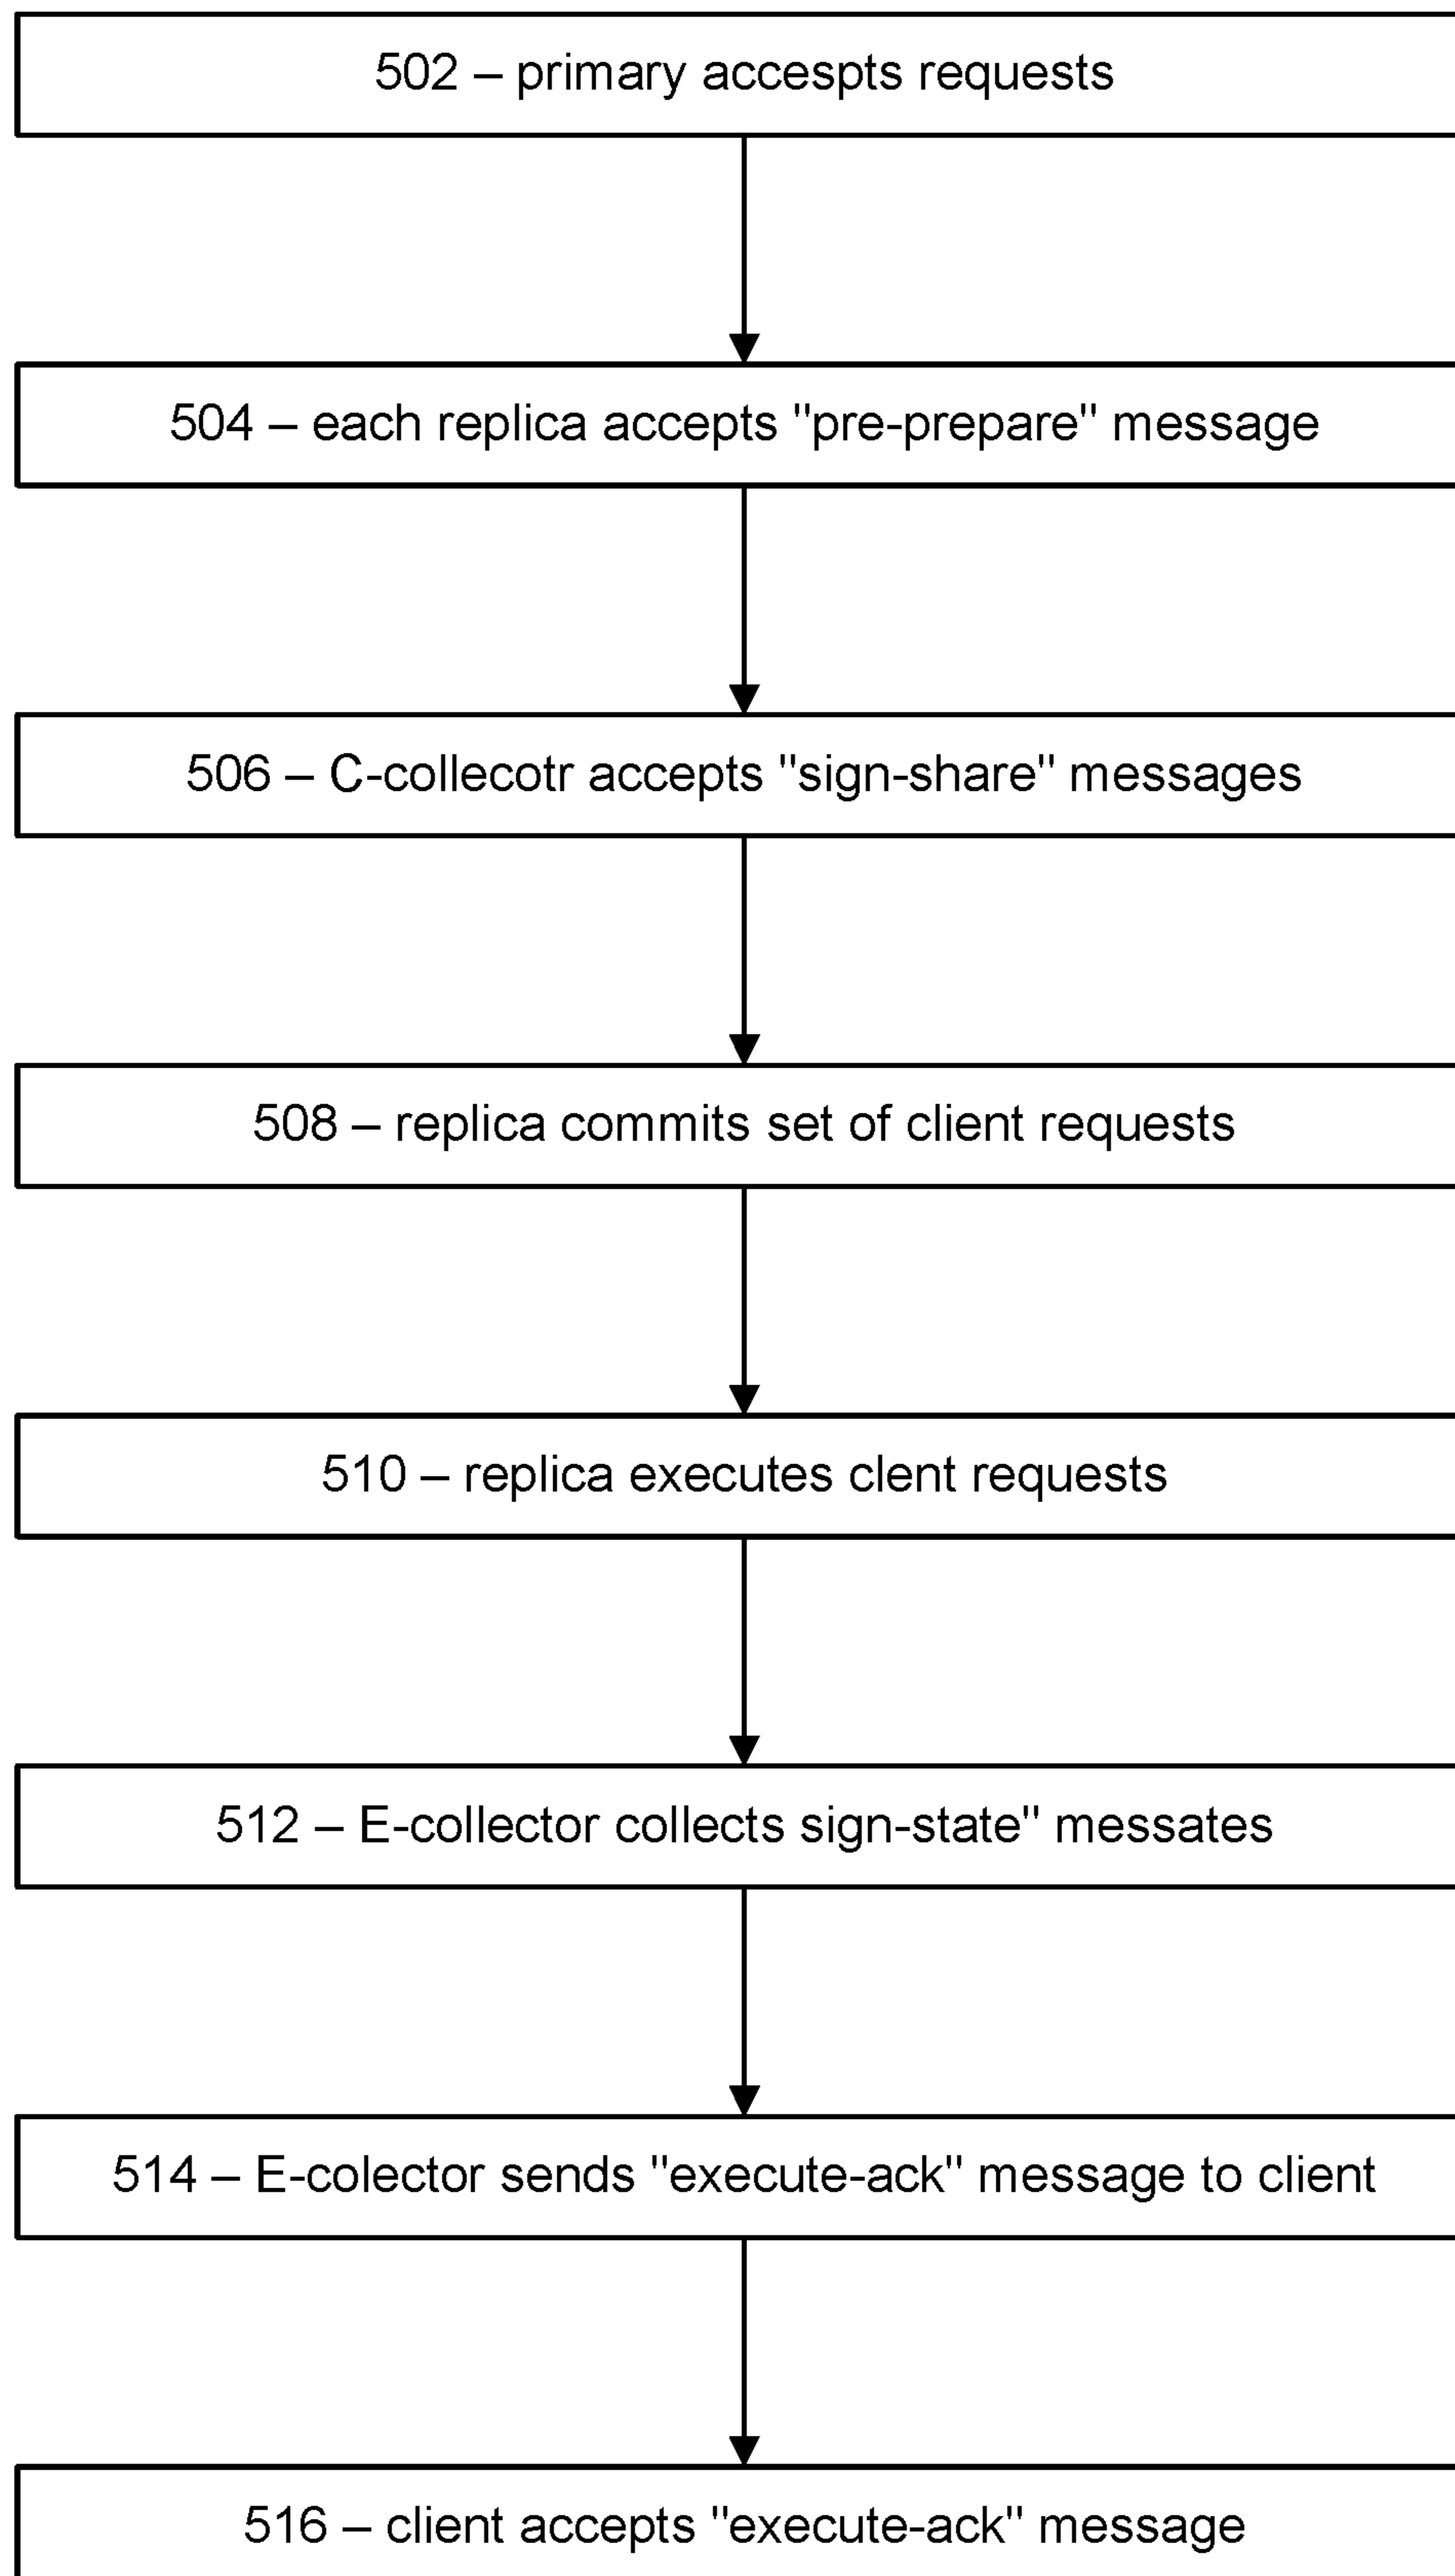 502 – primary accespts requests
504 – each replica accepts "pre-prepare" message
506 – C-collecotr accepts "sign-share" messages
508 – replica commits set of client requests
510 – replica executes clent requests
512 – E-collector collects sign-state" messates
514 – E-colector sends "execute-ack" message to client
516 – client accepts "execute-ack" message